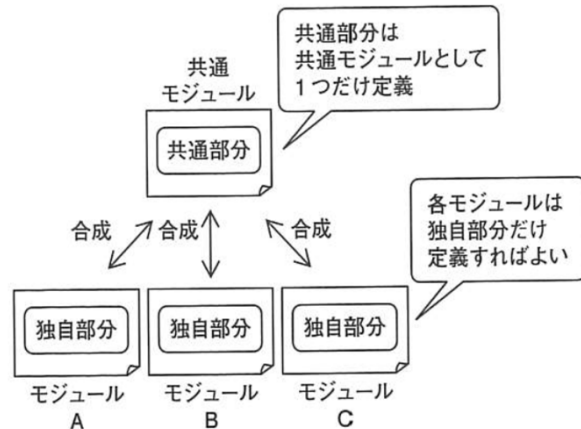 共通部分は
共通モジュールとして
1つだけ定義
共通
モジュール
共通部分
合成
合成
合成
各モジュールは
独自部分だけ
定義すればよい
独自部分
独自部分
独自部分
モジュール
A
モジュール
B
モジュール
C